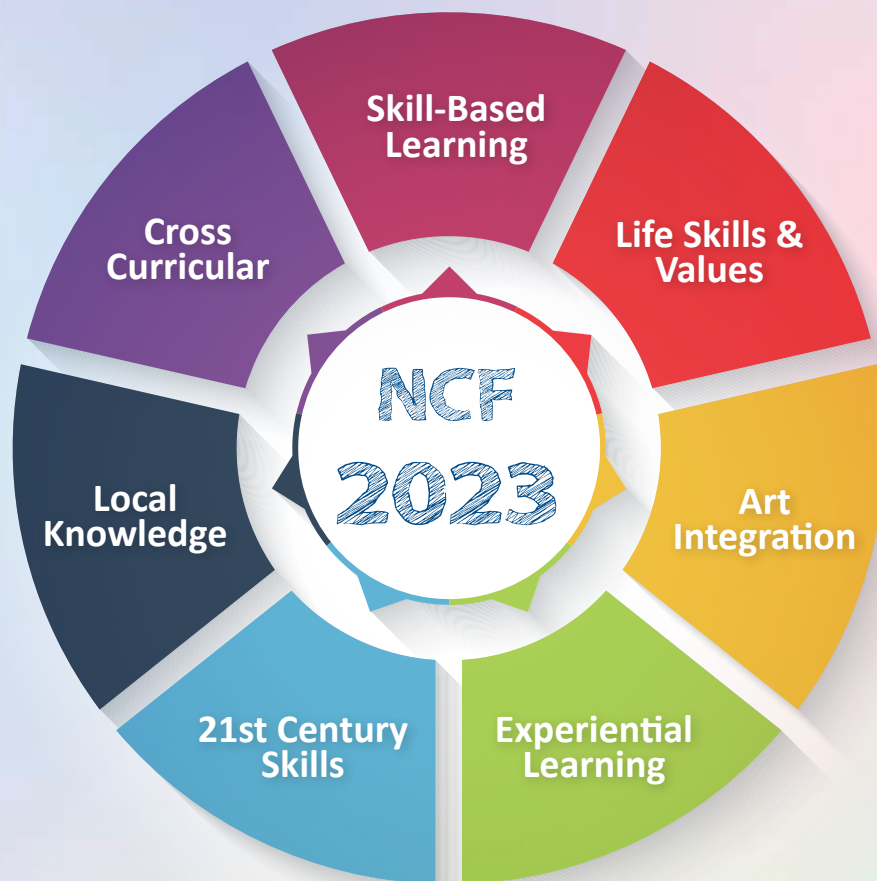 Skill-Based
Learning
Life Skills &
Values
Art
Integration
Experiential
Learning
21st Century
Skills
Local
Knowledge
Cross
Curricular
NCF
2023